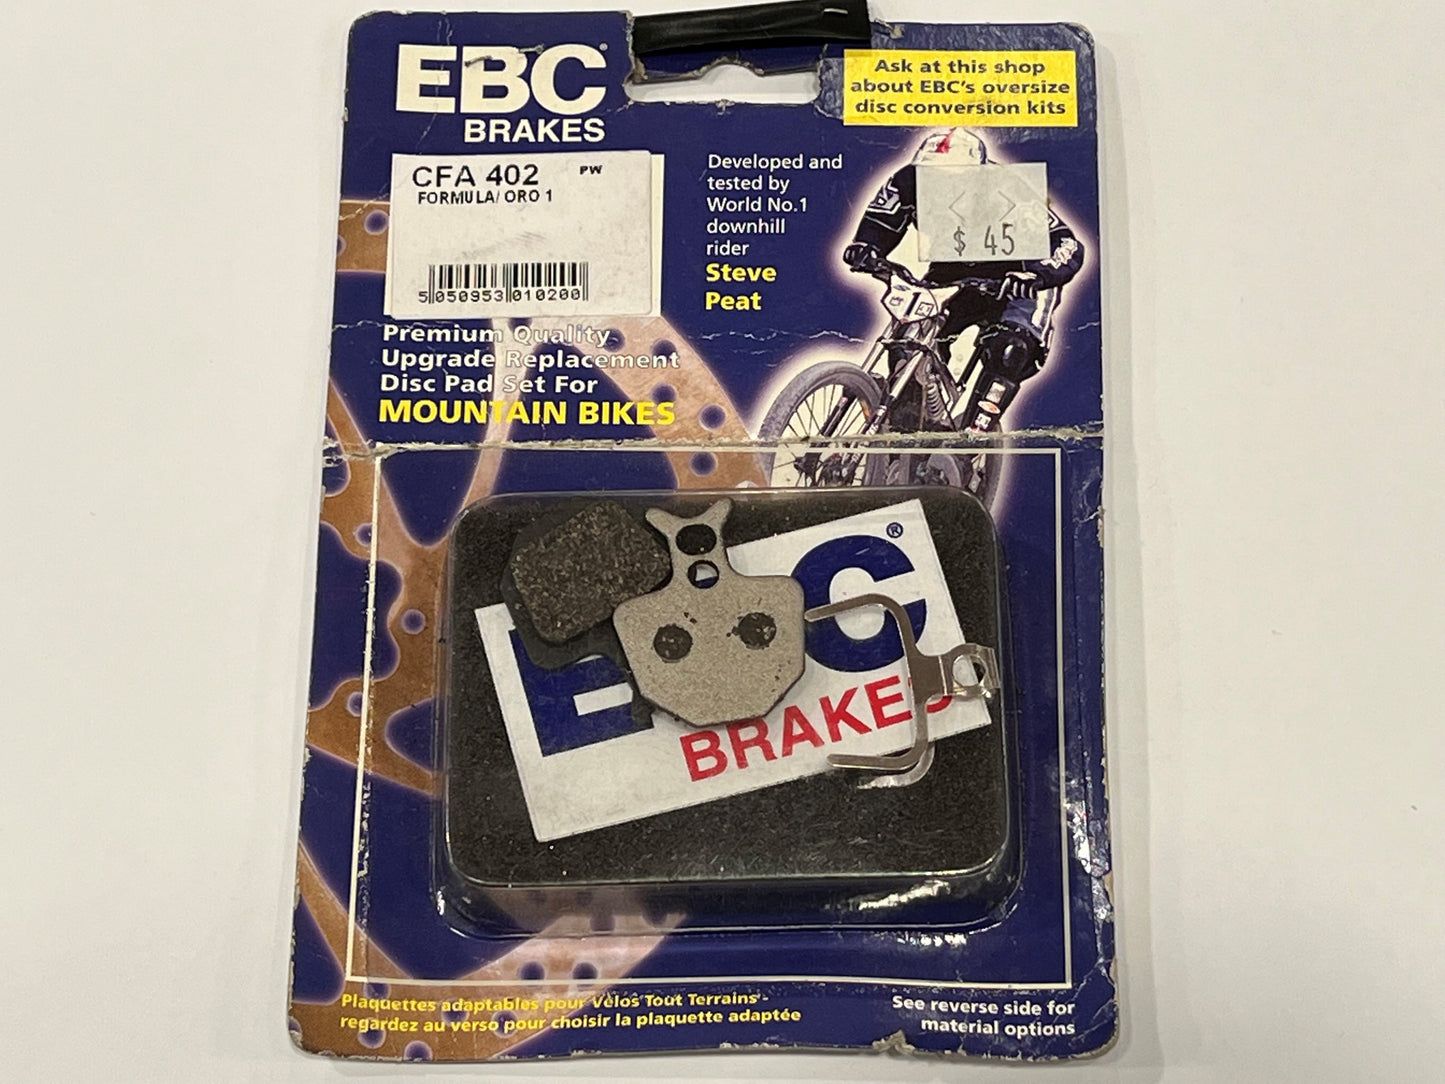 EBC
BRAKES
Ask at this shop
about EBC's oversize
disc conversion kits
CFA 402 PW
FORMULA/ ORO 1
5 050953 010200
Developed and
tested by
World No.1
downhill
rider
Steve
Peat
$ 45
Premium Quality
Upgrade Replacement
Disc Pad Set For
MOUNTAIN BIKES
E C ®
BRAKES
Plaquettes adaptables pour Vélos Tout Terrains -
regardez au verso pour choisir la plaquette adaptée
See reverse side for
material options